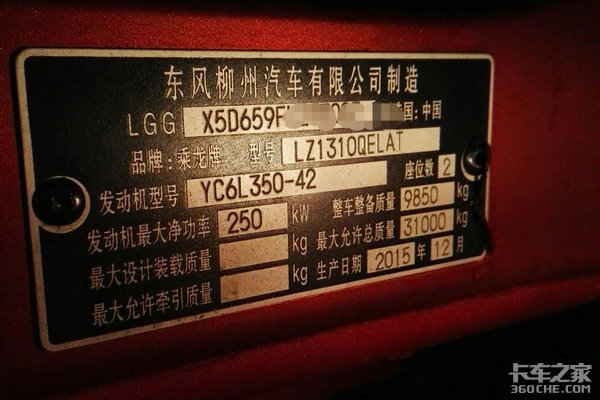 东风柳州汽车有限公司制造
LGG X5D659F 国:中国
品牌:乘龙牌 型号 LZ1310QELAT
发动机型号 YC6L350-42 座位数 2
发动机最大净功率 250 kW 整车整备质量 9850 kg
最大设计装载质量 kg 最大允许总质量 31000 kg
最大允许牵引质量 kg 生产日期 2015 年 12 月
卡车之家
360CHE.COM